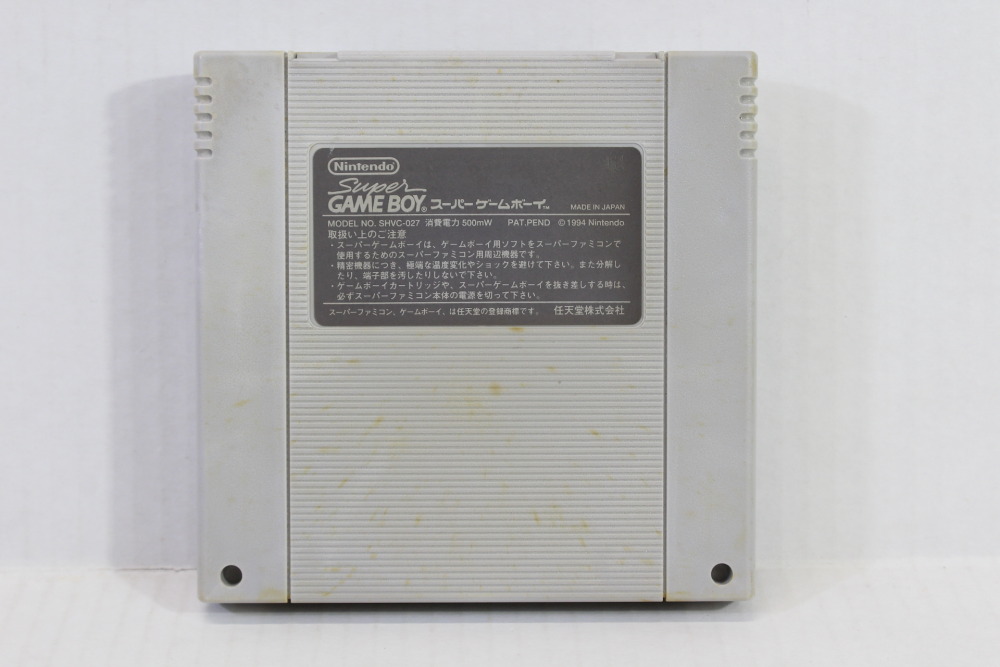 Nintendo
Super
GAME BOY® スーパーゲームボーイ™ MADE IN JAPAN
MODEL NO. SHVC-027 消費電力 500mW PAT.PEND ©1994 Nintendo
取扱い上のご注意
・スーパーゲームボーイは、ゲームボーイ用ソフトをスーパーファミコンで
使用するためのスーパーファミコン用周辺機器です。
・精密機器につき、極端な温度変化やショックを避けて下さい。また分解し
たり、端子部を汚したりしないで下さい。
・ゲームボーイカートリッジや、スーパーゲームボーイを抜き差しする時は、
必ずスーパーファミコン本体の電源を切って下さい。
スーパーファミコン、ゲームボーイ、は任天堂の登録商標です。 任天堂株式会社